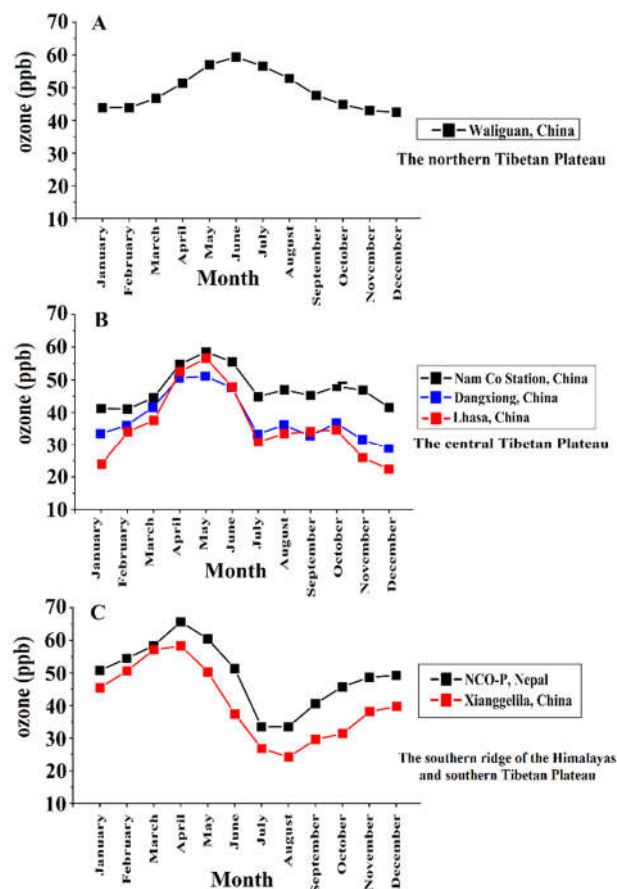 A
70
60
50
40
30
20
10
ozone (ppb)
January
February
March
April
May
June
July
August
September
October
November
December
Month
Waliguan, China
The northern Tibetan Plateau
B
70
60
50
40
30
20
10
ozone (ppb)
January
February
March
April
May
June
July
August
September
October
November
December
Month
Nam Co Station, China
Dangxiong, China
Lhasa, China
The central Tibetan Plateau
C
70
60
50
40
30
20
10
ozone (ppb)
January
February
March
April
May
June
July
August
September
October
November
December
Month
NCO-P, Nepal
Xianggelila, China
The southern ridge of the Himalayas
and southern Tibetan Plateau